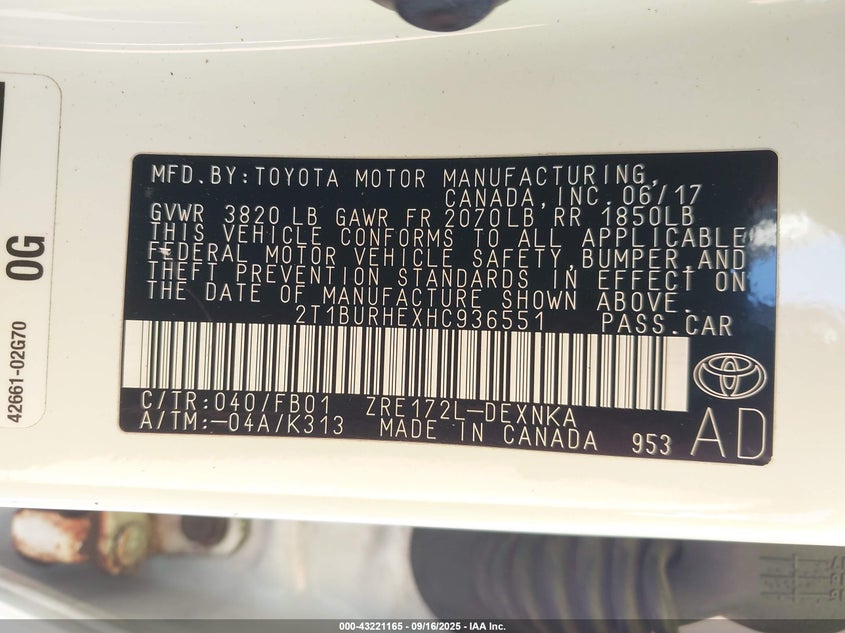 MFD.BY:TOYOTA MOTOR MANUFACTURING,
CANADA,INC. 06/17
GVWR 3820 LB GAWR FR 2070LB RR 1850LB
THIS VEHICLE CONFORMS TO ALL APPLICABLE
FEDERAL MOTOR VEHICLE SAFETY,BUMPER,AND
THEFT PREVENTION STANDARDS IN EFFECT ON
THE DATE OF MANUFACTURE SHOWN ABOVE.
2T1BURHEXHC936551 PASS.CAR
C/TR:040/FB01 ZRE172L-DEXNKA
A/TM:-04A/K313 MADE IN CANADA 953 AD
0G
42661-02G70
000-43221165 - 09/16/2025 - IAA Inc.